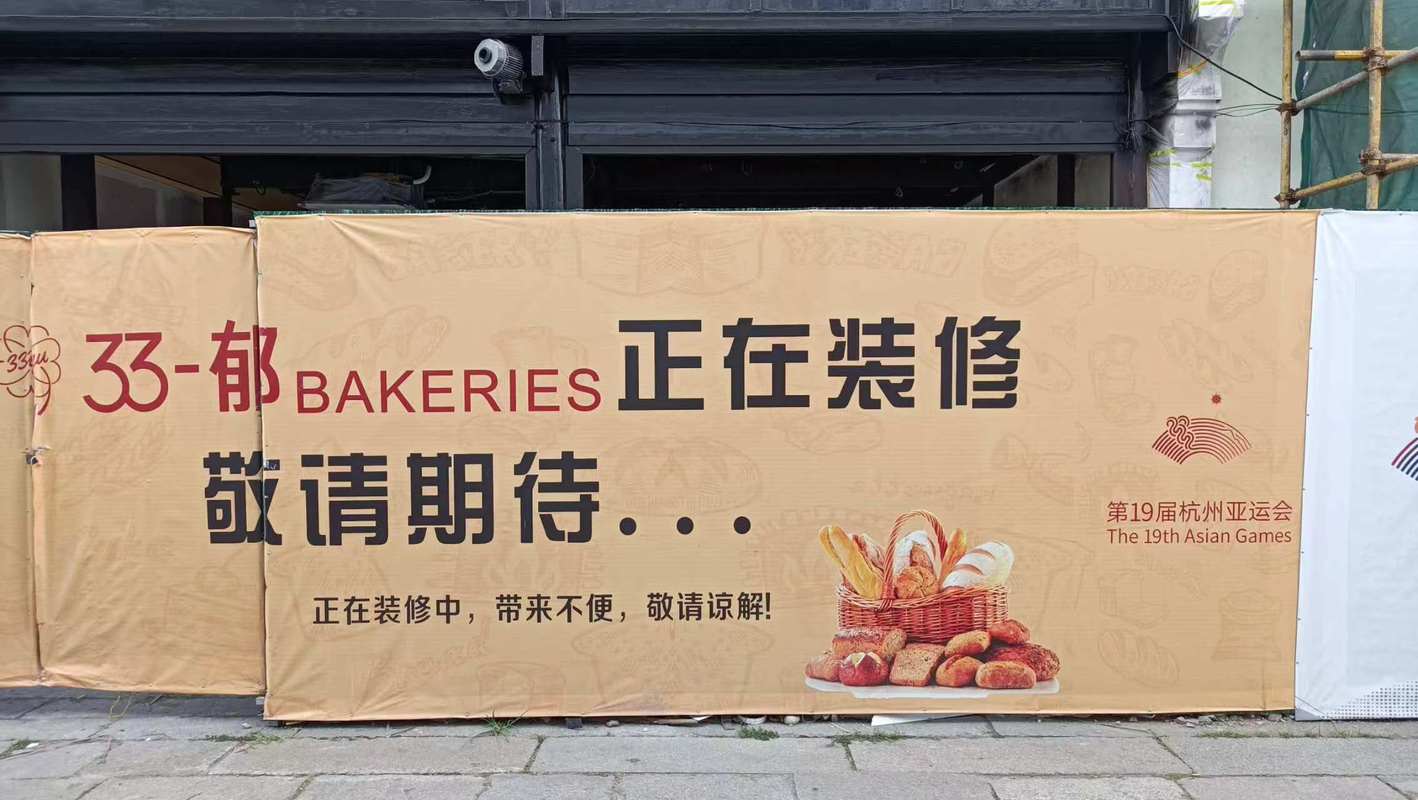 33-郁 BAKERIES 正在装修
敬请期待...
正在装修中，带来不便，敬请谅解!
第19届杭州亚运会
The 19th Asian Games